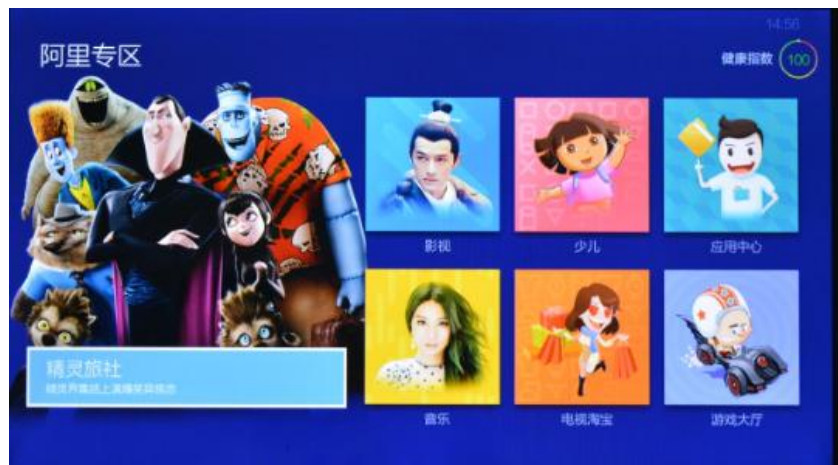 14:56
阿里专区
健康指数 100
影视
少儿
应用中心
精灵旅社
音乐
电视淘宝
游戏大厅